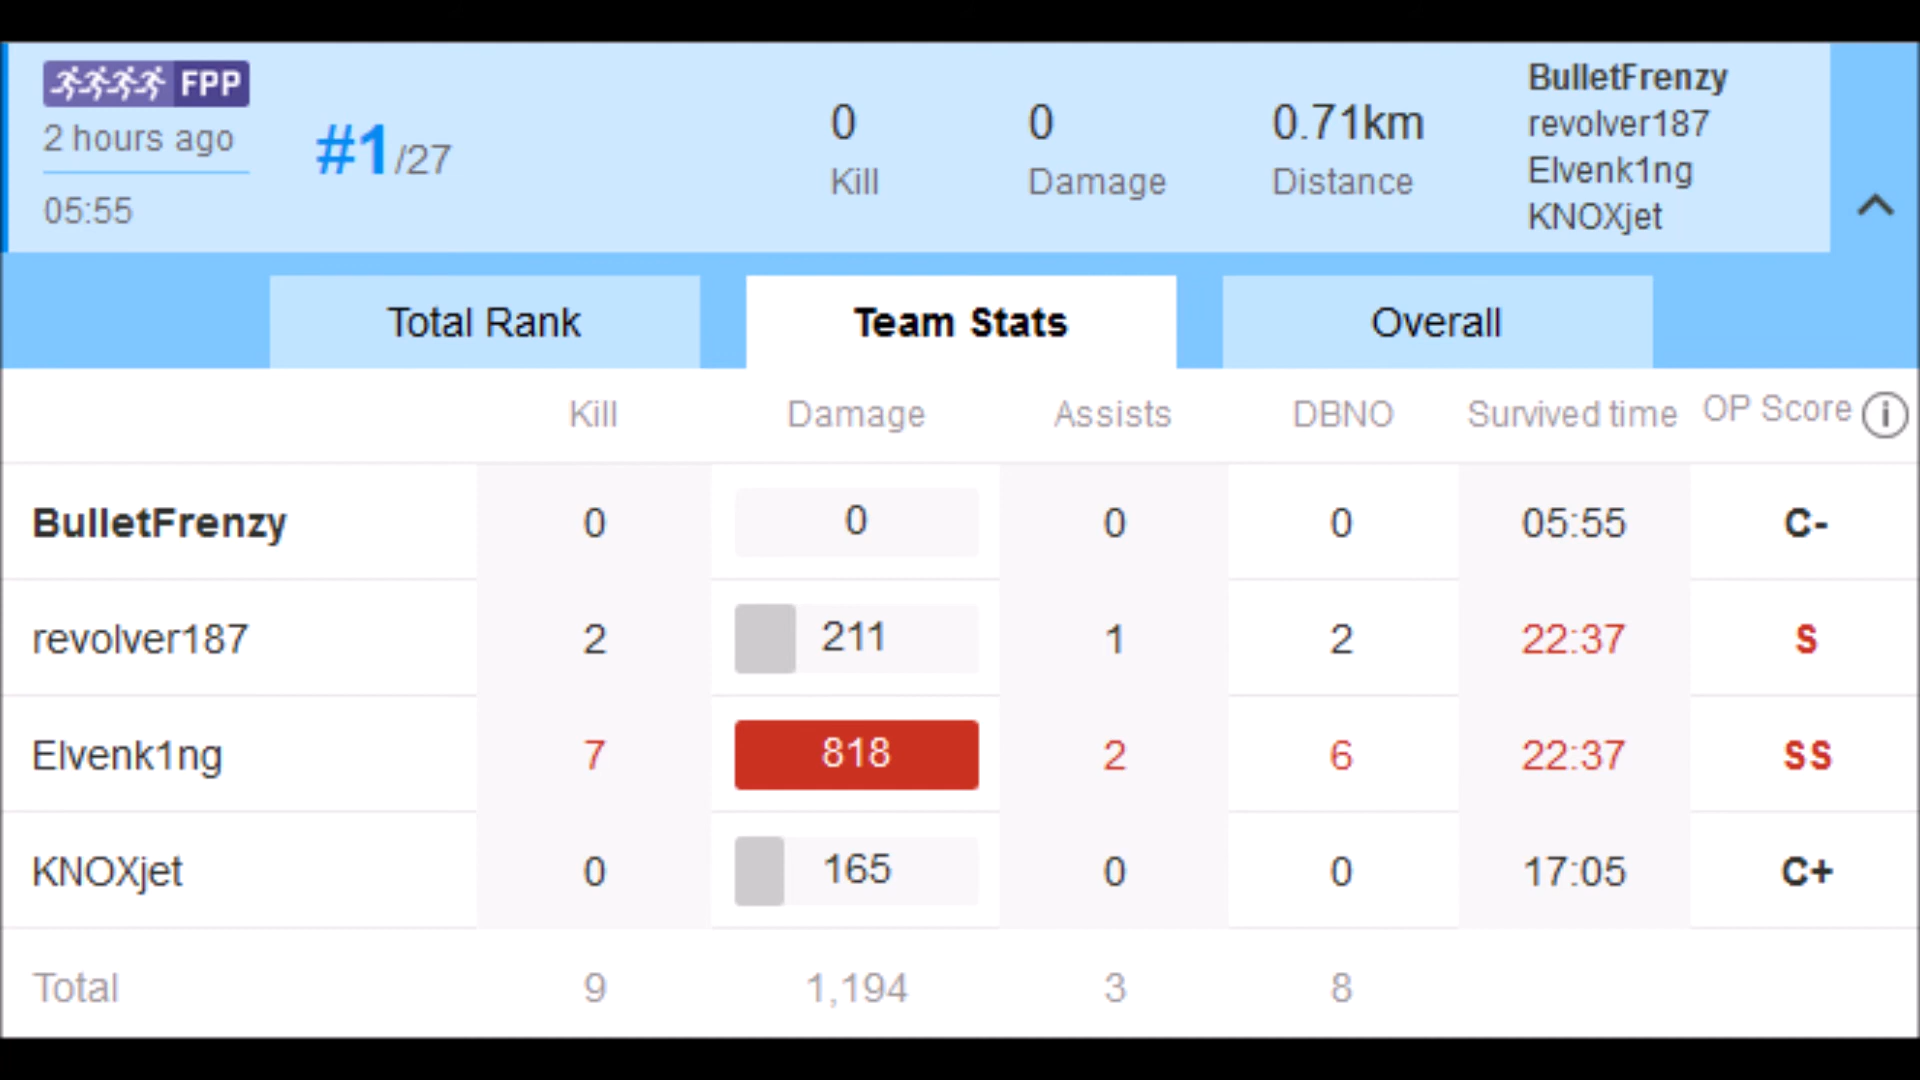 FPP
2 hours ago
05:55
#1/27
0
Kill
0
Damage
0.71km
Distance
BulletFrenzy
revolver187
Elvenk1ng
KNOXjet
Total Rank
Team Stats
Overall
Kill Damage Assists DBNO Survived time OP Score i
BulletFrenzy 0 0 0 0 05:55 C-
revolver187 2 211 1 2 22:37 S
Elvenk1ng 7 818 2 6 22:37 SS
KNOXjet 0 165 0 0 17:05 C+
Total 9 1,194 3 8